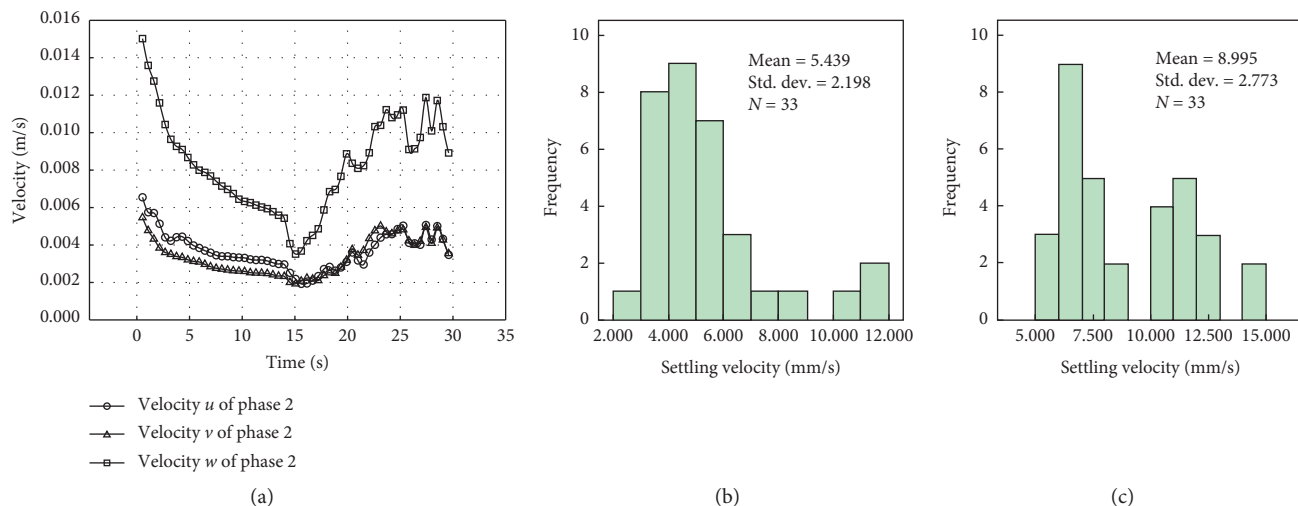 0.016
0.014
0.012
0.010
0.008
0.006
0.004
0.002
0.000
Velocity (m/s)
0 5 10 15 20 25 30 35
Time (s)
Velocity u of phase 2
Velocity v of phase 2
Velocity w of phase 2
(a)
10
8
6
4
2
0
Frequency
Mean = 5.439
Std. dev. = 2.198
N = 33
2.000 4.000 6.000 8.000 10.000 12.000
Settling velocity (mm/s)
(b)
10
8
6
4
2
0
Frequency
Mean = 8.995
Std. dev. = 2.773
N = 33
5.000 7.500 10.000 12.500 15.000
Settling velocity (mm/s)
(c)